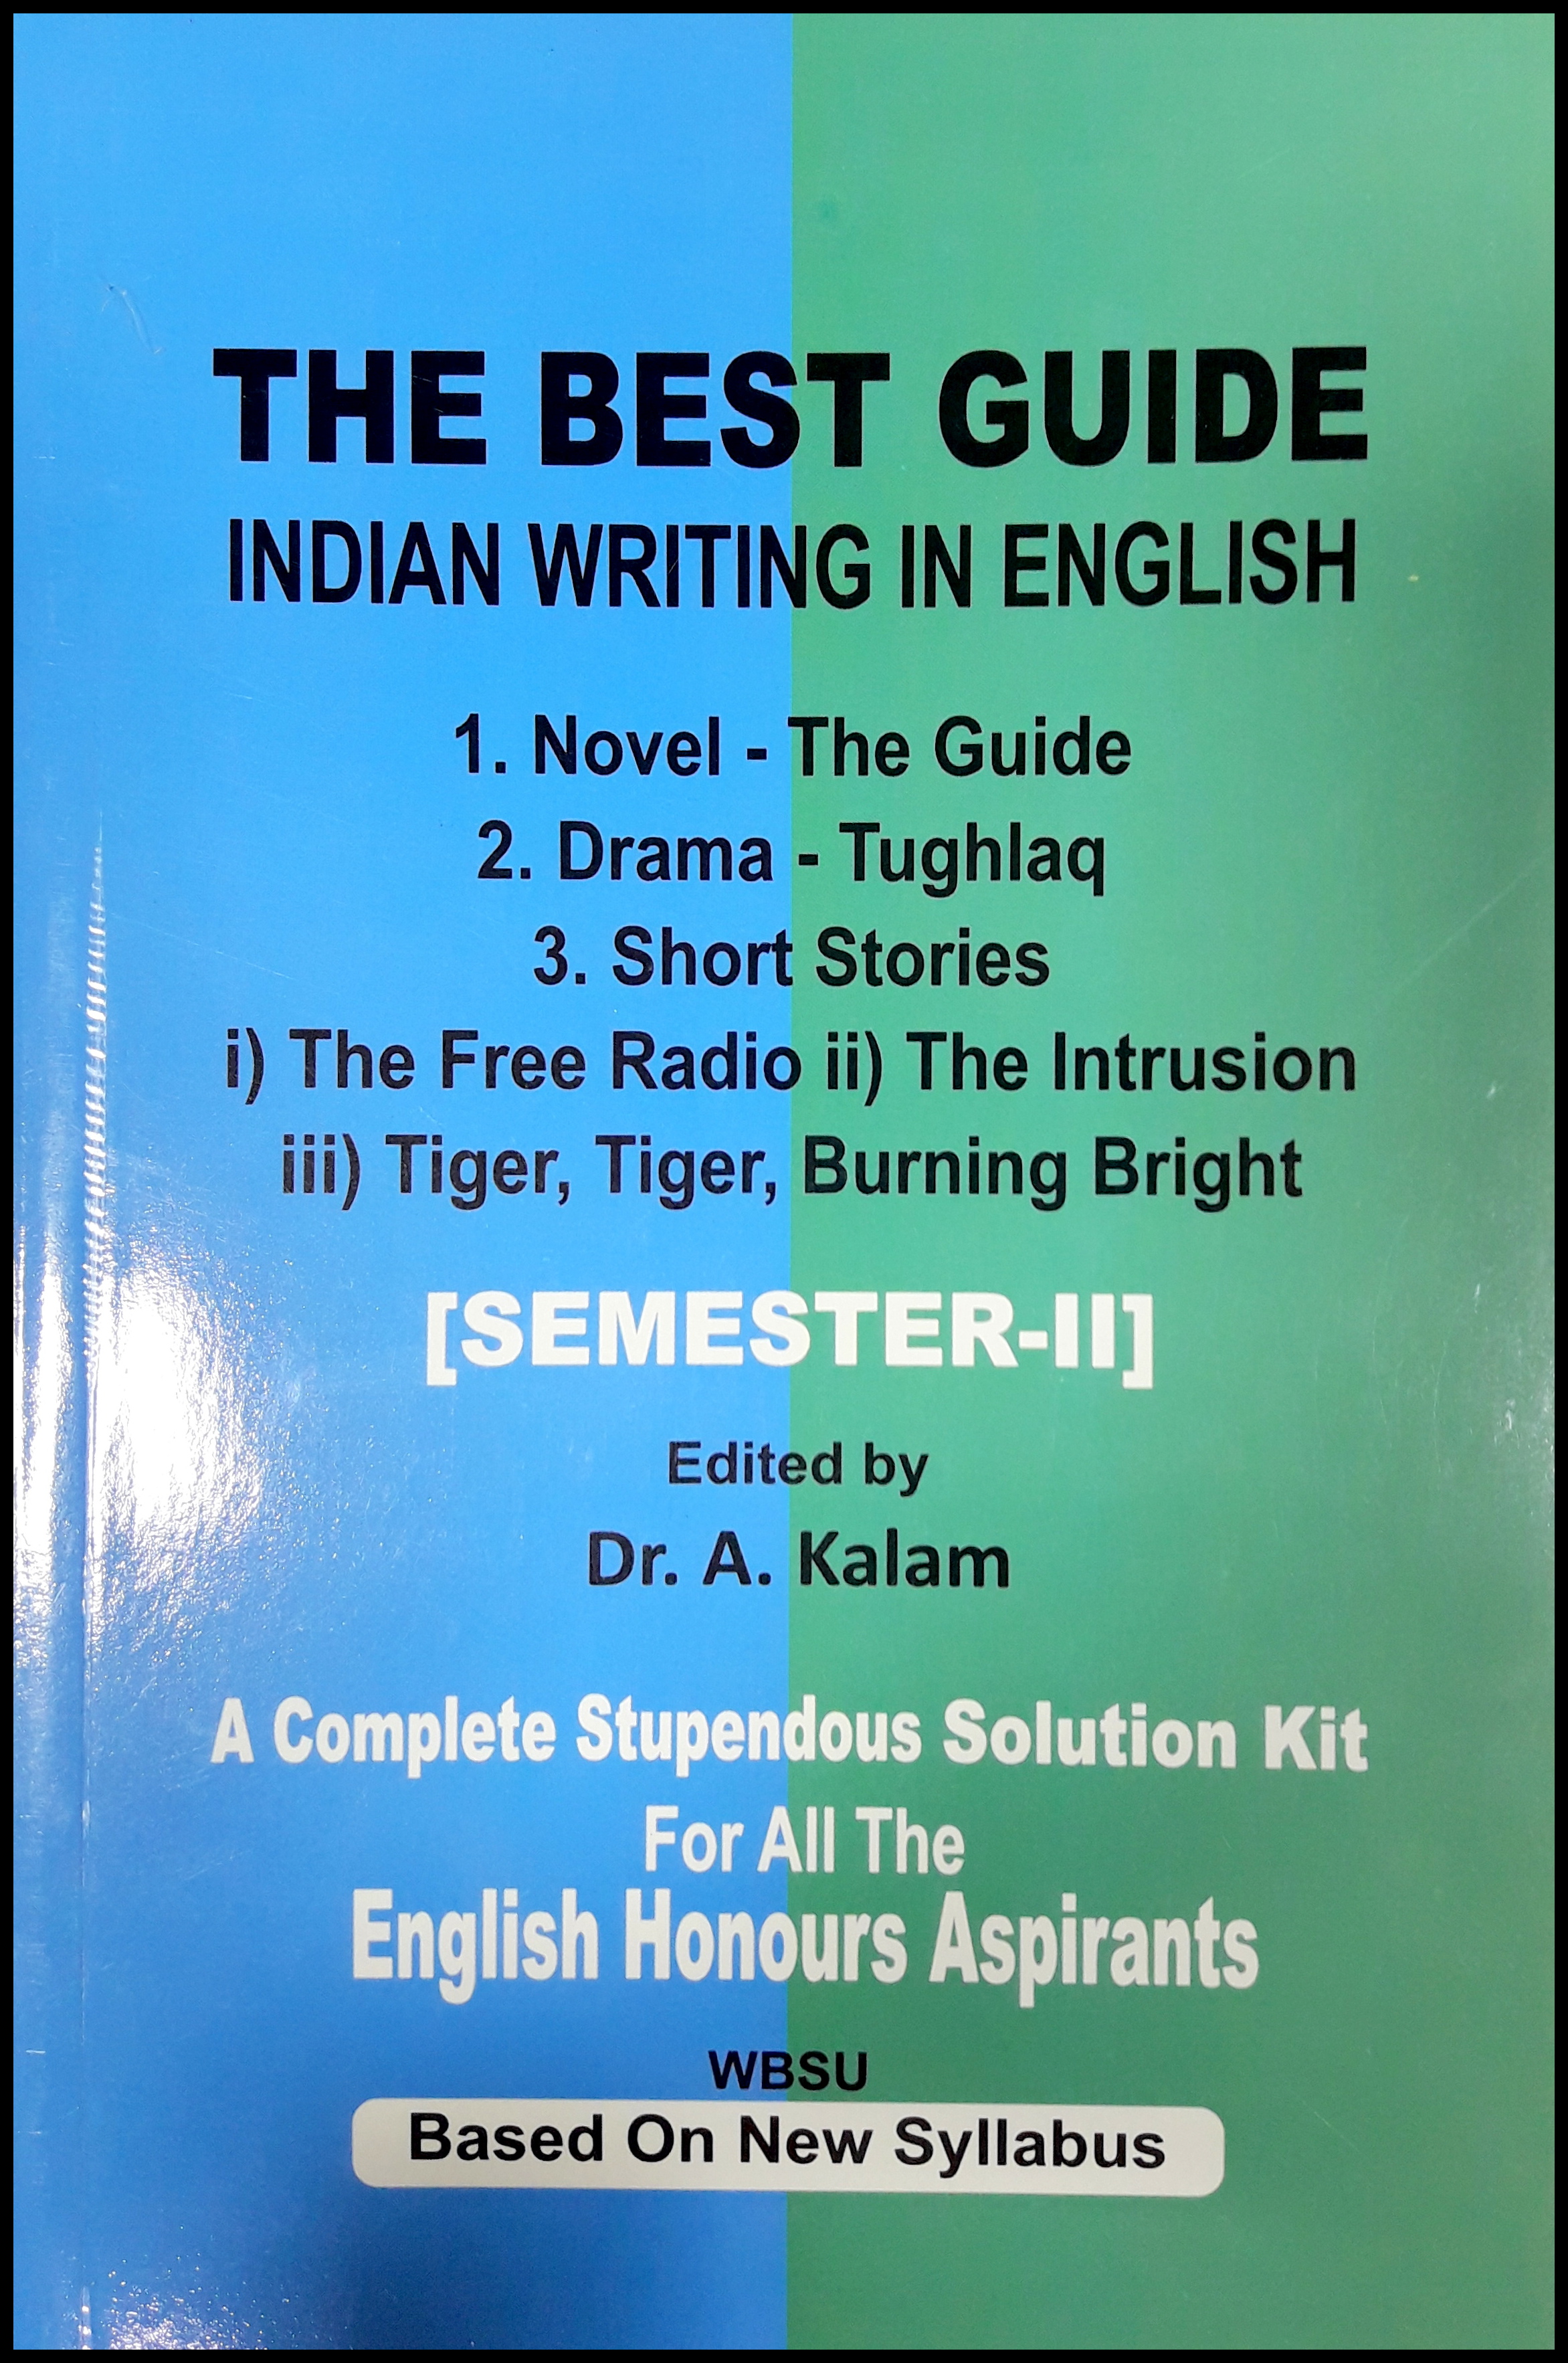 THE BEST GUIDE
INDIAN WRITING IN ENGLISH
1. Novel - The Guide
2. Drama - Tughlaq
3. Short Stories
i) The Free Radio ii) The Intrusion
iii) Tiger, Tiger, Burning Bright
[SEMESTER-II]
Edited by
Dr. A. Kalam
A Complete Stupendous Solution Kit
For All The
English Honours Aspirants
WBSU
Based On New Syllabus